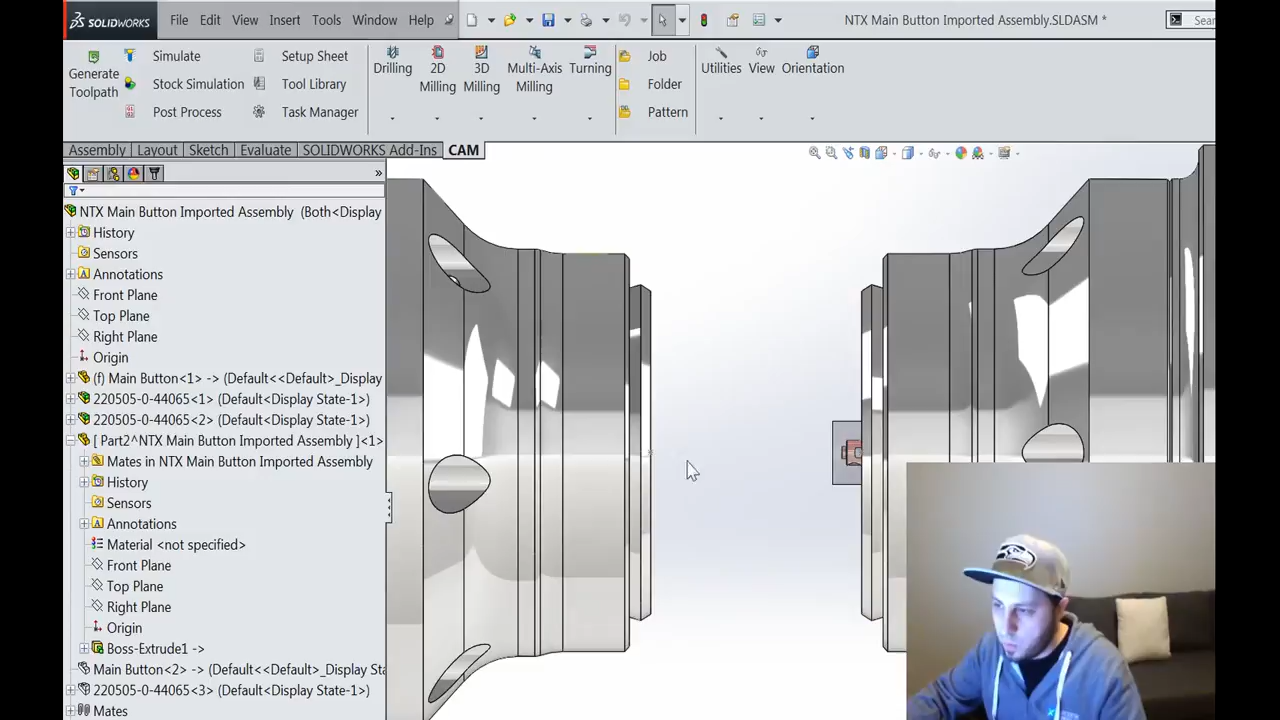 SOLIDWORKS File Edit View Insert Tools Window Help NTX Main Button Imported Assembly.SLDASM *
Generate Toolpath
Simulate
Stock Simulation
Post Process
Setup Sheet
Tool Library
Task Manager
Drilling
2D Milling
3D Milling
Multi-Axis Milling
Turning
Job
Folder
Pattern
Utilities
View
Orientation
Assembly Layout Sketch Evaluate SOLIDWORKS Add-Ins CAM
NTX Main Button Imported Assembly (Both<Display
History
Sensors
Annotations
Front Plane
Top Plane
Right Plane
Origin
(f) Main Button<1> -> (Default<<Default>_Display
220505-0-44065<1> (Default<Display State-1>)
220505-0-44065<2> (Default<Display State-1>)
[ Part2^NTX Main Button Imported Assembly ]<1>
Mates in NTX Main Button Imported Assembly
History
Sensors
Annotations
Material <not specified>
Front Plane
Top Plane
Right Plane
Origin
Boss-Extrude1 ->
Main Button<2> -> (Default<<Default>_Display Sta
220505-0-44065<3> (Default<Display State-1>)
Mates